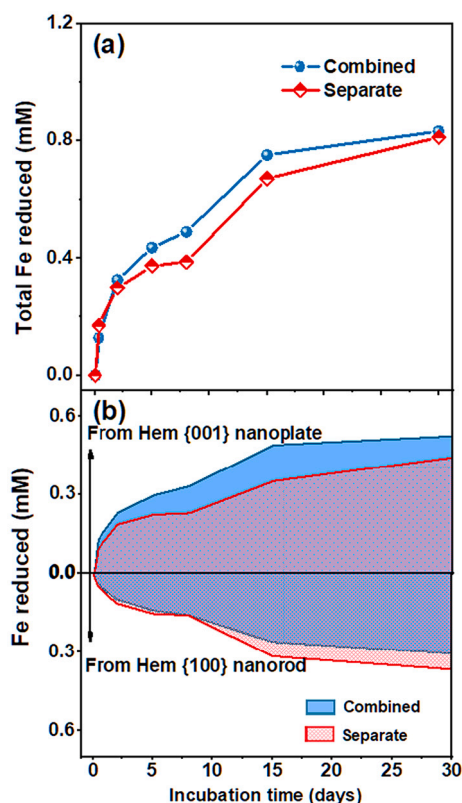 (a)
Combined
Separate
Total Fe reduced (mM)
1.2
0.8
0.4
0.0
(b)
From Hem {001} nanoplate
From Hem {100} nanorod
Combined
Separate
Fe reduced (mM)
0.6
0.3
0.0
0.3
0.6
0 5 10 15 20 25 30
Incubation time (days)